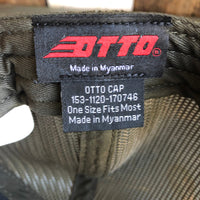 OTTO
Made in Myanmar
OTTO CAP
153-1120-170746
One Size Fits Most
Made in Myanmar